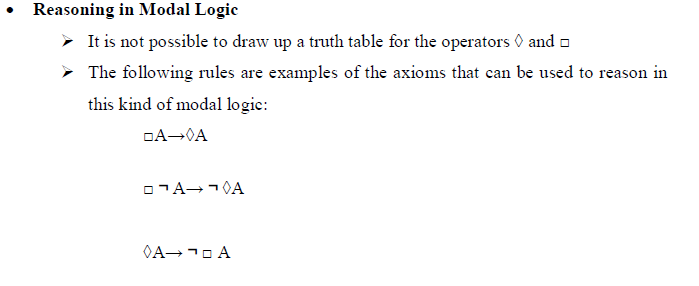 • Reasoning in Modal Logic
➢ It is not possible to draw up a truth table for the operators ◊ and □
➢ The following rules are examples of the axioms that can be used to reason in
this kind of modal logic:
□A→◊A
□¬A→¬◊A
◊A→¬□ A